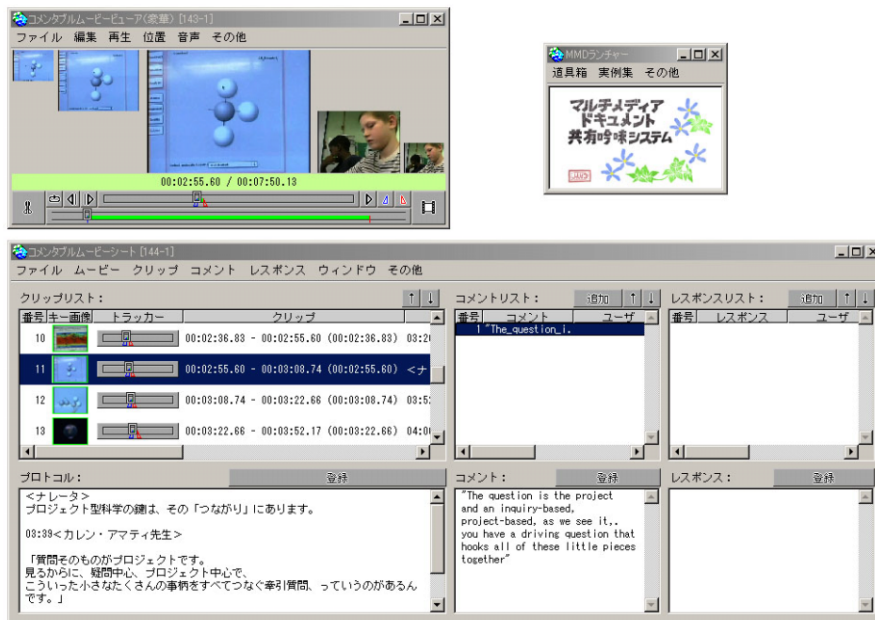 コメンタブルムービービューア(豪華) [143-1]
ファイル 編集 再生 位置 音声 その他
00:02:55.60 / 00:07:50.13
MMDランチャー
道具箱 実例集 その他
マルチメディア
ドキュメント
共有吟味システム
コメンタブルムービーシート [144-1]
ファイル ムービー クリップ コメント レスポンス ウィンドウ その他
クリップリスト: ↑ ↓
番号 キー画像 トラッカー クリップ
10 00:02:36.83 - 00:02:55.60 (00:02:36.83) 03:20
11 00:02:55.60 - 00:03:08.74 (00:02:55.60) <ナ
12 00:03:08.74 - 00:03:22.66 (00:03:08.74) 03:5
13 00:03:22.66 - 00:03:52.17 (00:03:22.66) 04:0
コメントリスト: 追加 ↑ ↓
番号 コメント ユーザ
1 "The_question_i.
レスポンスリスト: 追加 ↑ ↓
番号 レスポンス ユーザ
プロトコル: 登録
<ナレータ>
プロジェクト型科学の鍵は、その「つながり」にあります。
03:39<カレン・アマティ先生>
「質問そのものがプロジェクトです。
見るからに、疑問中心、プロジェクト中心で、
こういった小さなたくさんの事柄をすべてつなぐ牽引質問、っていうのがあるん
です。」
コメント: 登録
"The question is the project
and an inquiry-based,
project-based, as we see it,.
you have a driving question that
hooks all of these little pieces
together"
レスポンス: 登録